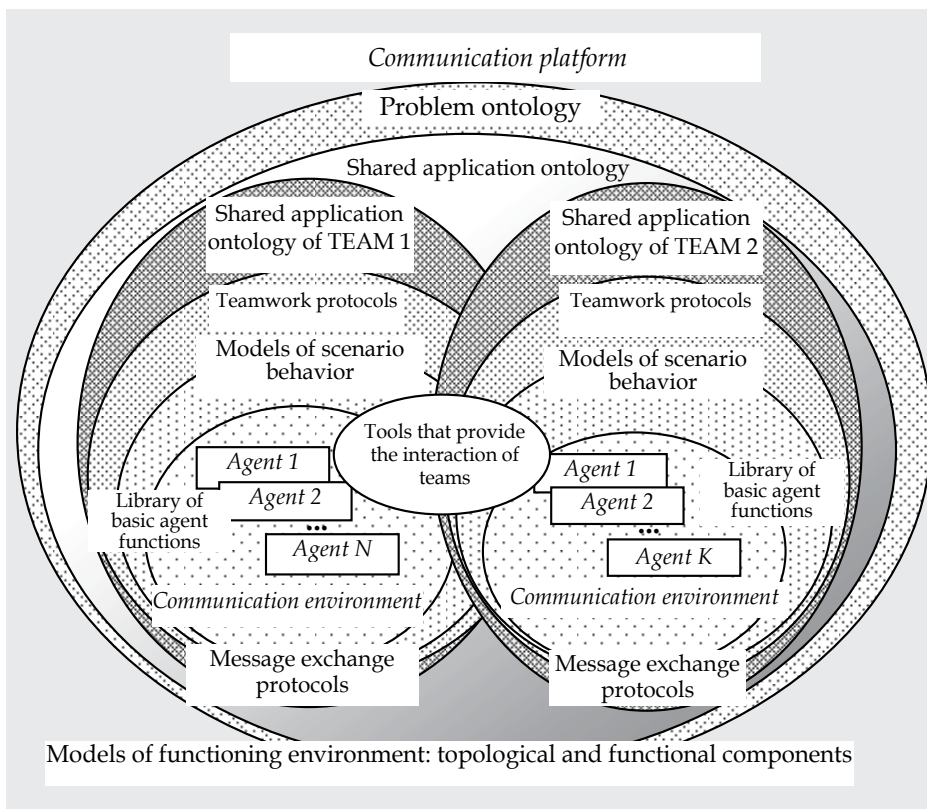 Communication platform
Problem ontology
Shared application ontology
Shared application
ontology of TEAM 1
Shared application
ontology of TEAM 2
Teamwork protocols
Teamwork protocols
Models of scenario
behavior
Models of scenario
behavior
Tools that provide
the interaction of
teams
Agent 1
Agent 2
...
Agent N
Library of
basic agent
functions
Communication environment
Message exchange
protocols
Agent 1
Agent 2
...
Agent K
Library of
basic agent
functions
Communication environment
Message exchange
protocols
Models of functioning environment: topological and functional components